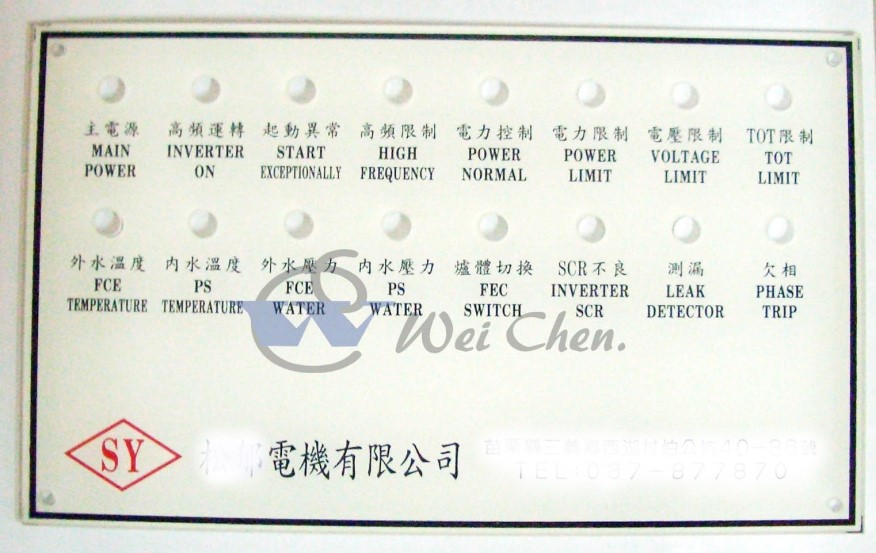 主電源 高頻運轉 起動異常 高頻限制 電力控制 電力限制 電壓限制 TOT限制
MAIN INVERTER START HIGH POWER POWER VOLTAGE TOT
POWER ON EXCEPTIONALLY FREQUENCY NORMAL LIMIT LIMIT LIMIT
外水溫度 內水溫度 外水壓力 內水壓力 爐體切換 SCR不良 測漏 欠相
FCE PS FCE PS FEC INVERTER LEAK PHASE
TEMPERATURE TEMPERATURE WATER WATER SWITCH SCR DETECTOR TRIP
Wei Chen.
SY 電機有限公司
TEL:037-877870